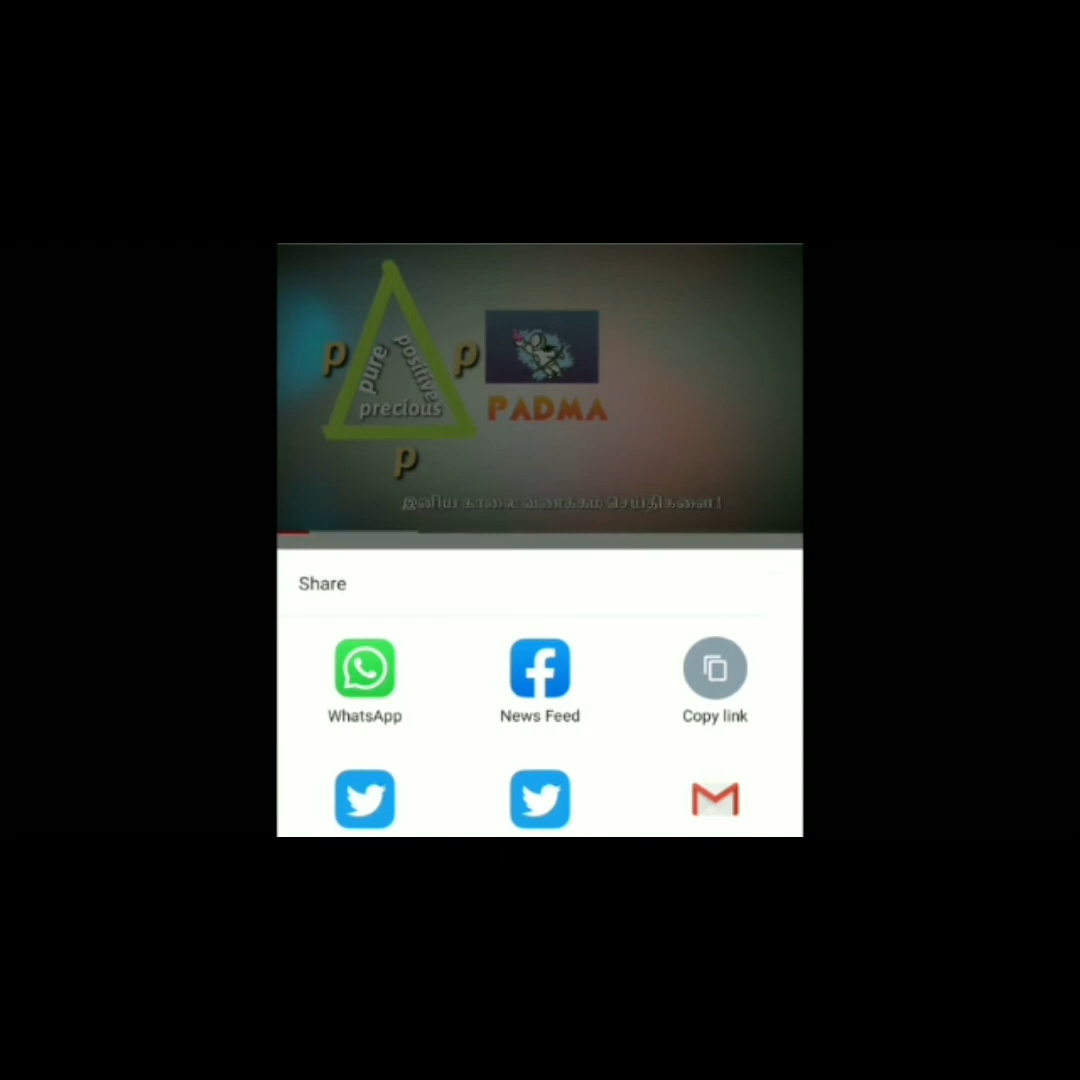 p
p
pure
positive
precious
PADMA
p
இனிய காலை வணக்கம் செய்திகளை !
Share
WhatsApp
News Feed
Copy link